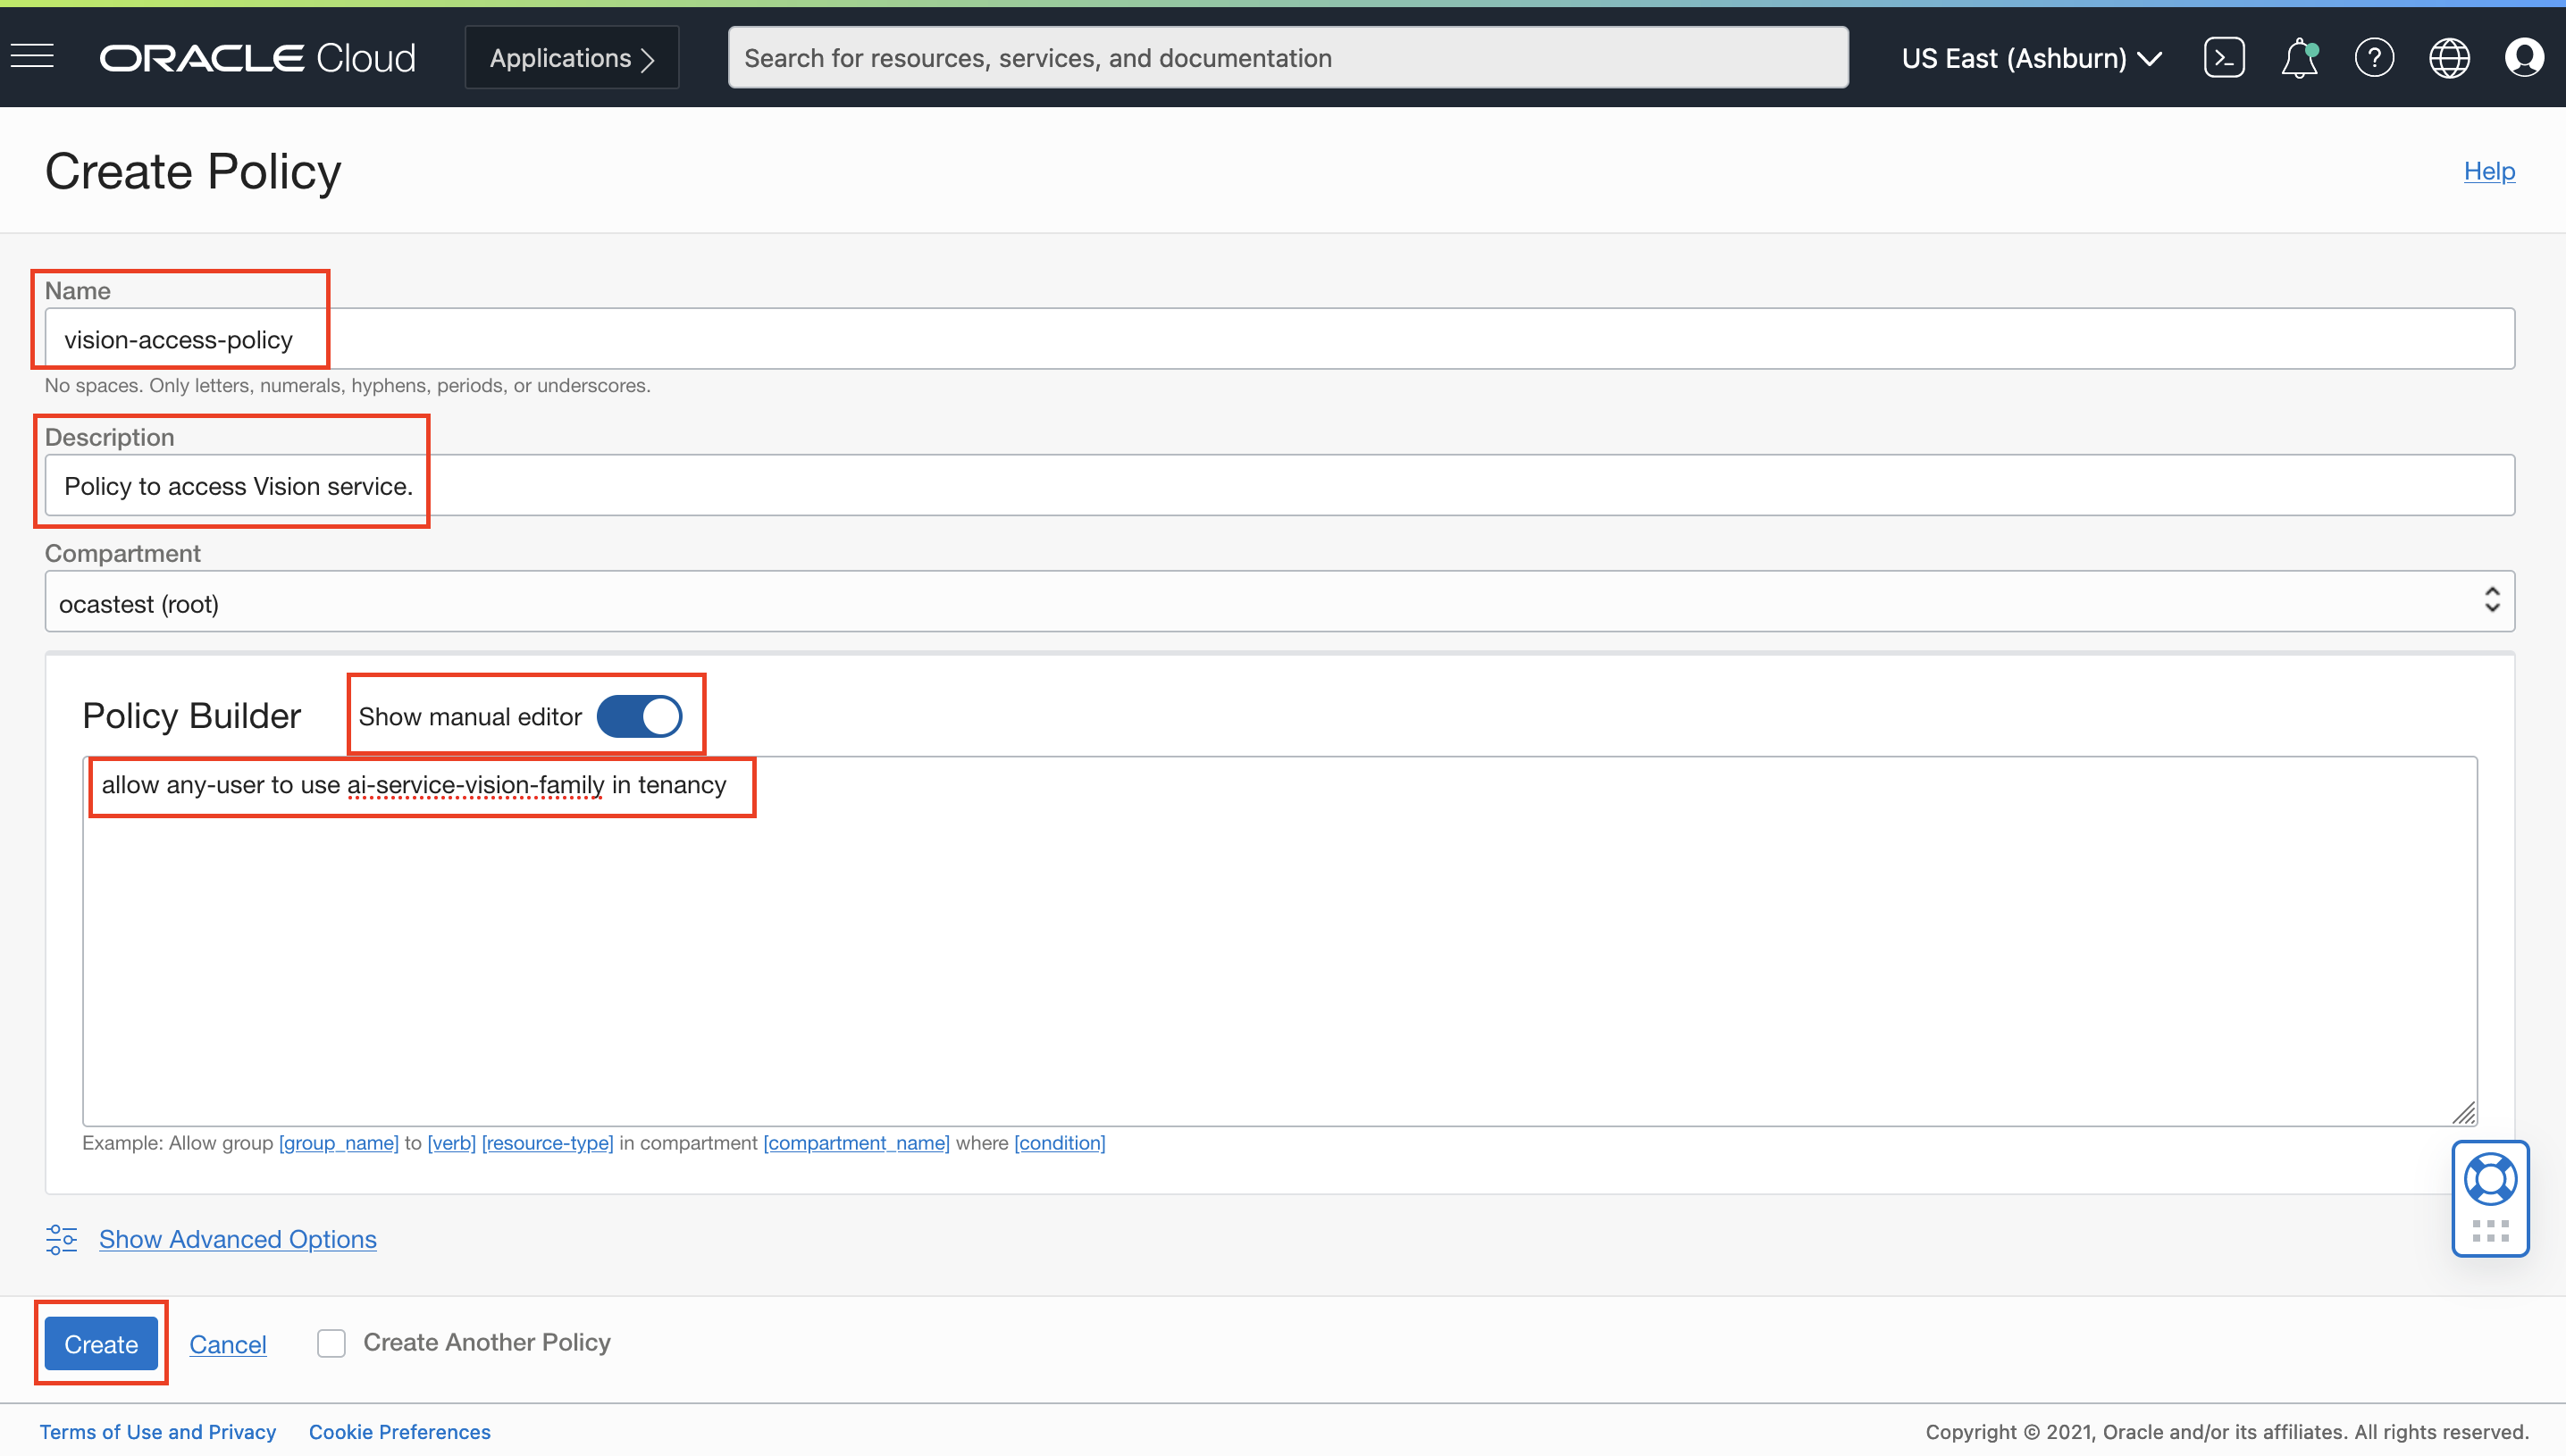 ORACLE Cloud
Applications
Search for resources, services, and documentation
US East (Ashburn)
Create Policy
Help
Name
vision-access-policy
No spaces. Only letters, numerals, hyphens, periods, or underscores.
Description
Policy to access Vision service.
Compartment
ocastest (root)
Policy Builder
Show manual editor
allow any-user to use ai-service-vision-family in tenancy
Example: Allow group [group_name] to [verb] [resource-type] in compartment [compartment_name] where [condition]
Show Advanced Options
Create
Cancel
Create Another Policy
Terms of Use and Privacy
Cookie Preferences
Copyright © 2021, Oracle and/or its affiliates. All rights reserved.